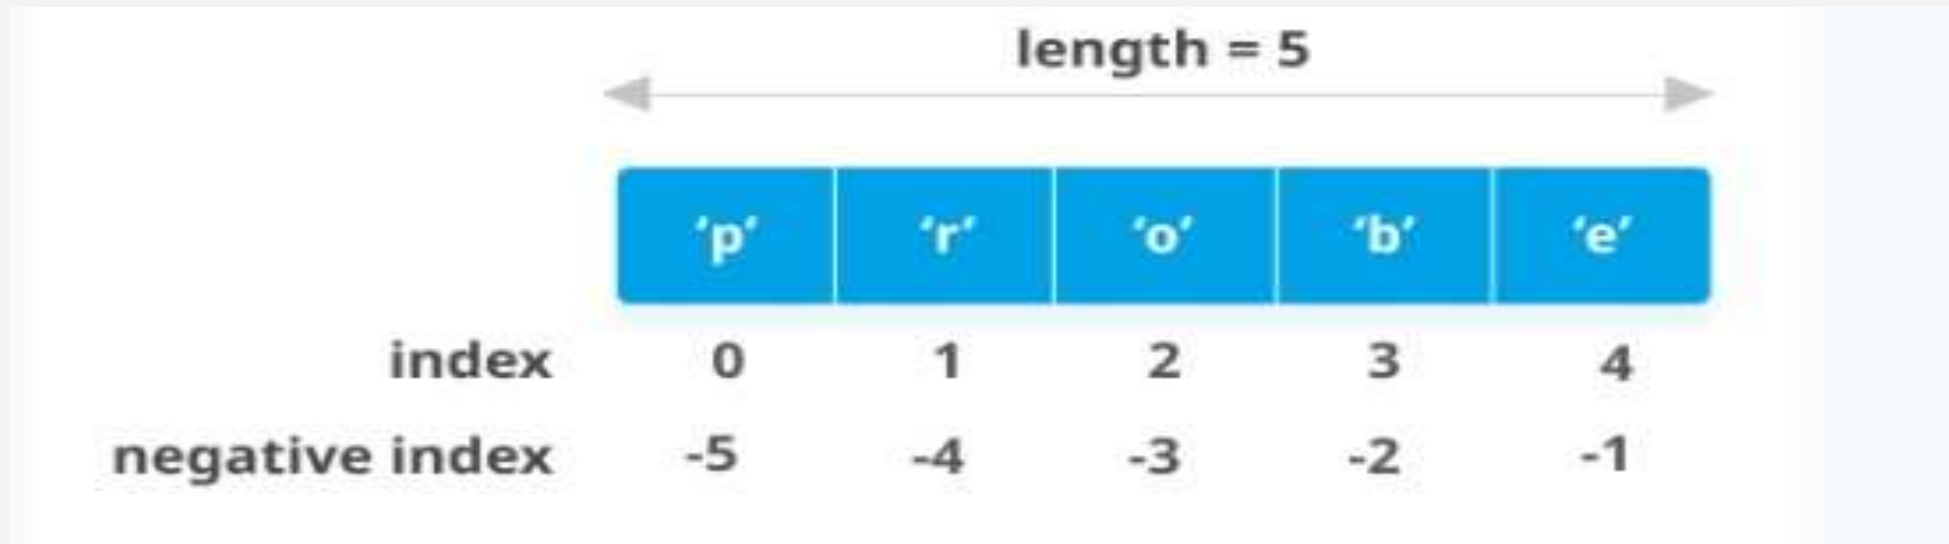 length = 5
‘p’ ‘r’ ‘o’ ‘b’ ‘e’
index 0 1 2 3 4
negative index -5 -4 -3 -2 -1